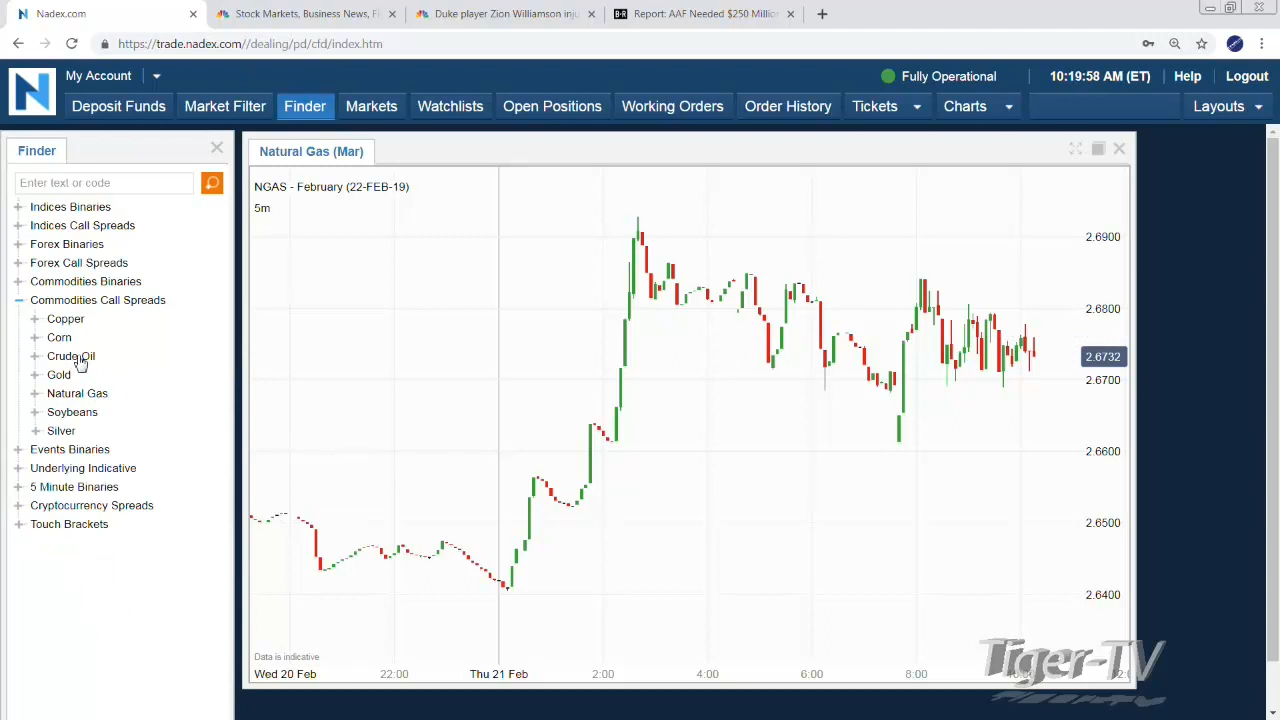 Nadex.com
Stock Markets, Business News, Fi
Duke player Zion Williamson inju
B·R Report: AAF Needed $250 Million
https://trade.nadex.com//dealing/pd/cfd/index.htm
N My Account Fully Operational 10:19:58 AM (ET) Help Logout
Deposit Funds Market Filter Finder Markets Watchlists Open Positions Working Orders Order History Tickets Charts Layouts
Finder
Enter text or code
Indices Binaries
Indices Call Spreads
Forex Binaries
Forex Call Spreads
Commodities Binaries
Commodities Call Spreads
Copper
Corn
Crude Oil
Gold
Natural Gas
Soybeans
Silver
Events Binaries
Underlying Indicative
5 Minute Binaries
Cryptocurrency Spreads
Touch Brackets
Natural Gas (Mar)
NGAS - February (22-FEB-19)
5m
2.6900
2.6800
2.6732
2.6700
2.6600
2.6500
2.6400
Data is indicative
Wed 20 Feb 22:00 Thu 21 Feb 2:00 4:00 6:00 8:00
Tiger-TV